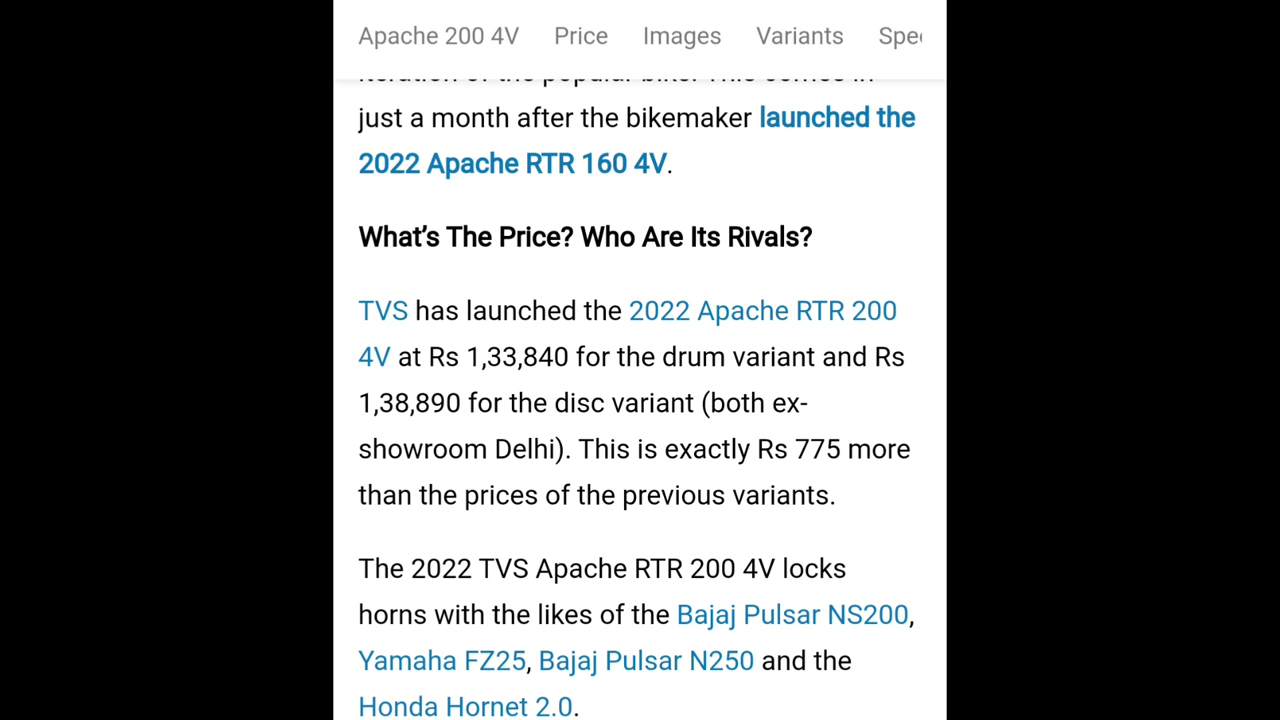 Apache 200 4V Price Images Variants
just a month after the bikemaker launched the
2022 Apache RTR 160 4V.
What's The Price? Who Are Its Rivals?
TVS has launched the 2022 Apache RTR 200
4V at Rs 1,33,840 for the drum variant and Rs
1,38,890 for the disc variant (both ex-
showroom Delhi). This is exactly Rs 775 more
than the prices of the previous variants.
The 2022 TVS Apache RTR 200 4V locks
horns with the likes of the Bajaj Pulsar NS200,
Yamaha FZ25, Bajaj Pulsar N250 and the
Honda Hornet 2.0.